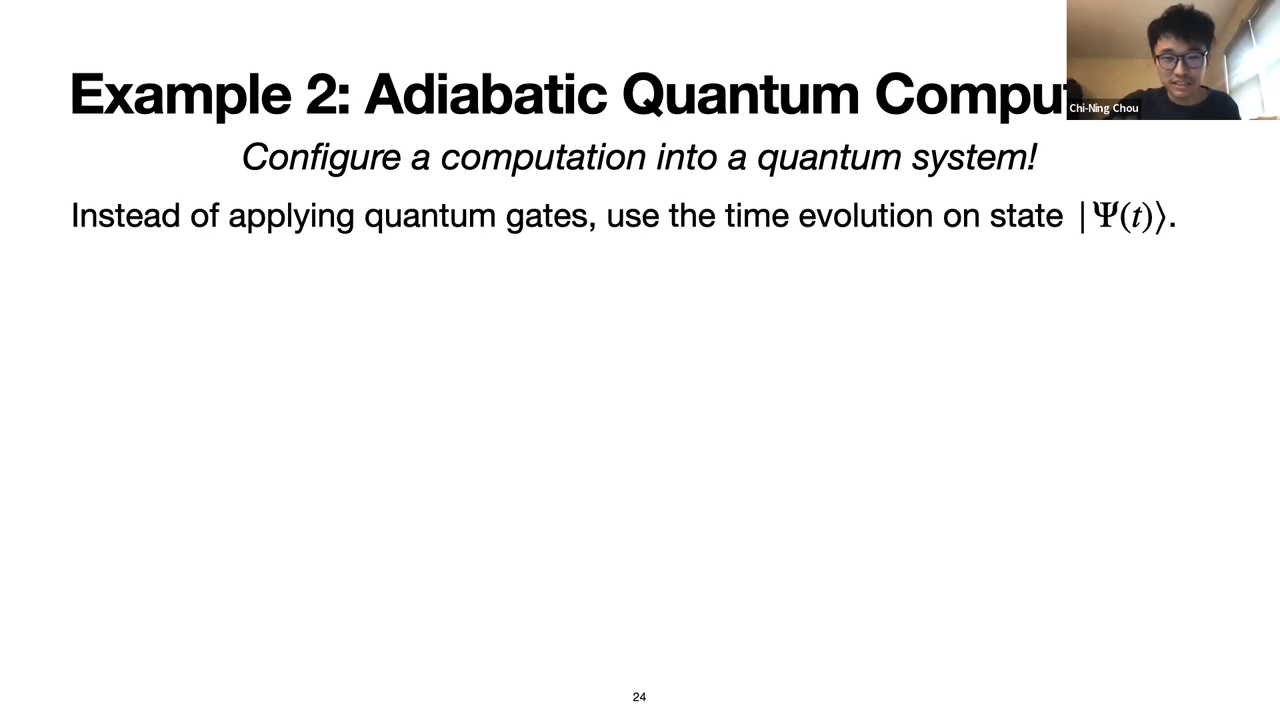 Example 2: Adiabatic Quantum Comput
Chi-Ning Chou
Configure a computation into a quantum system!
Instead of applying quantum gates, use the time evolution on state |Ψ(t)⟩.
24